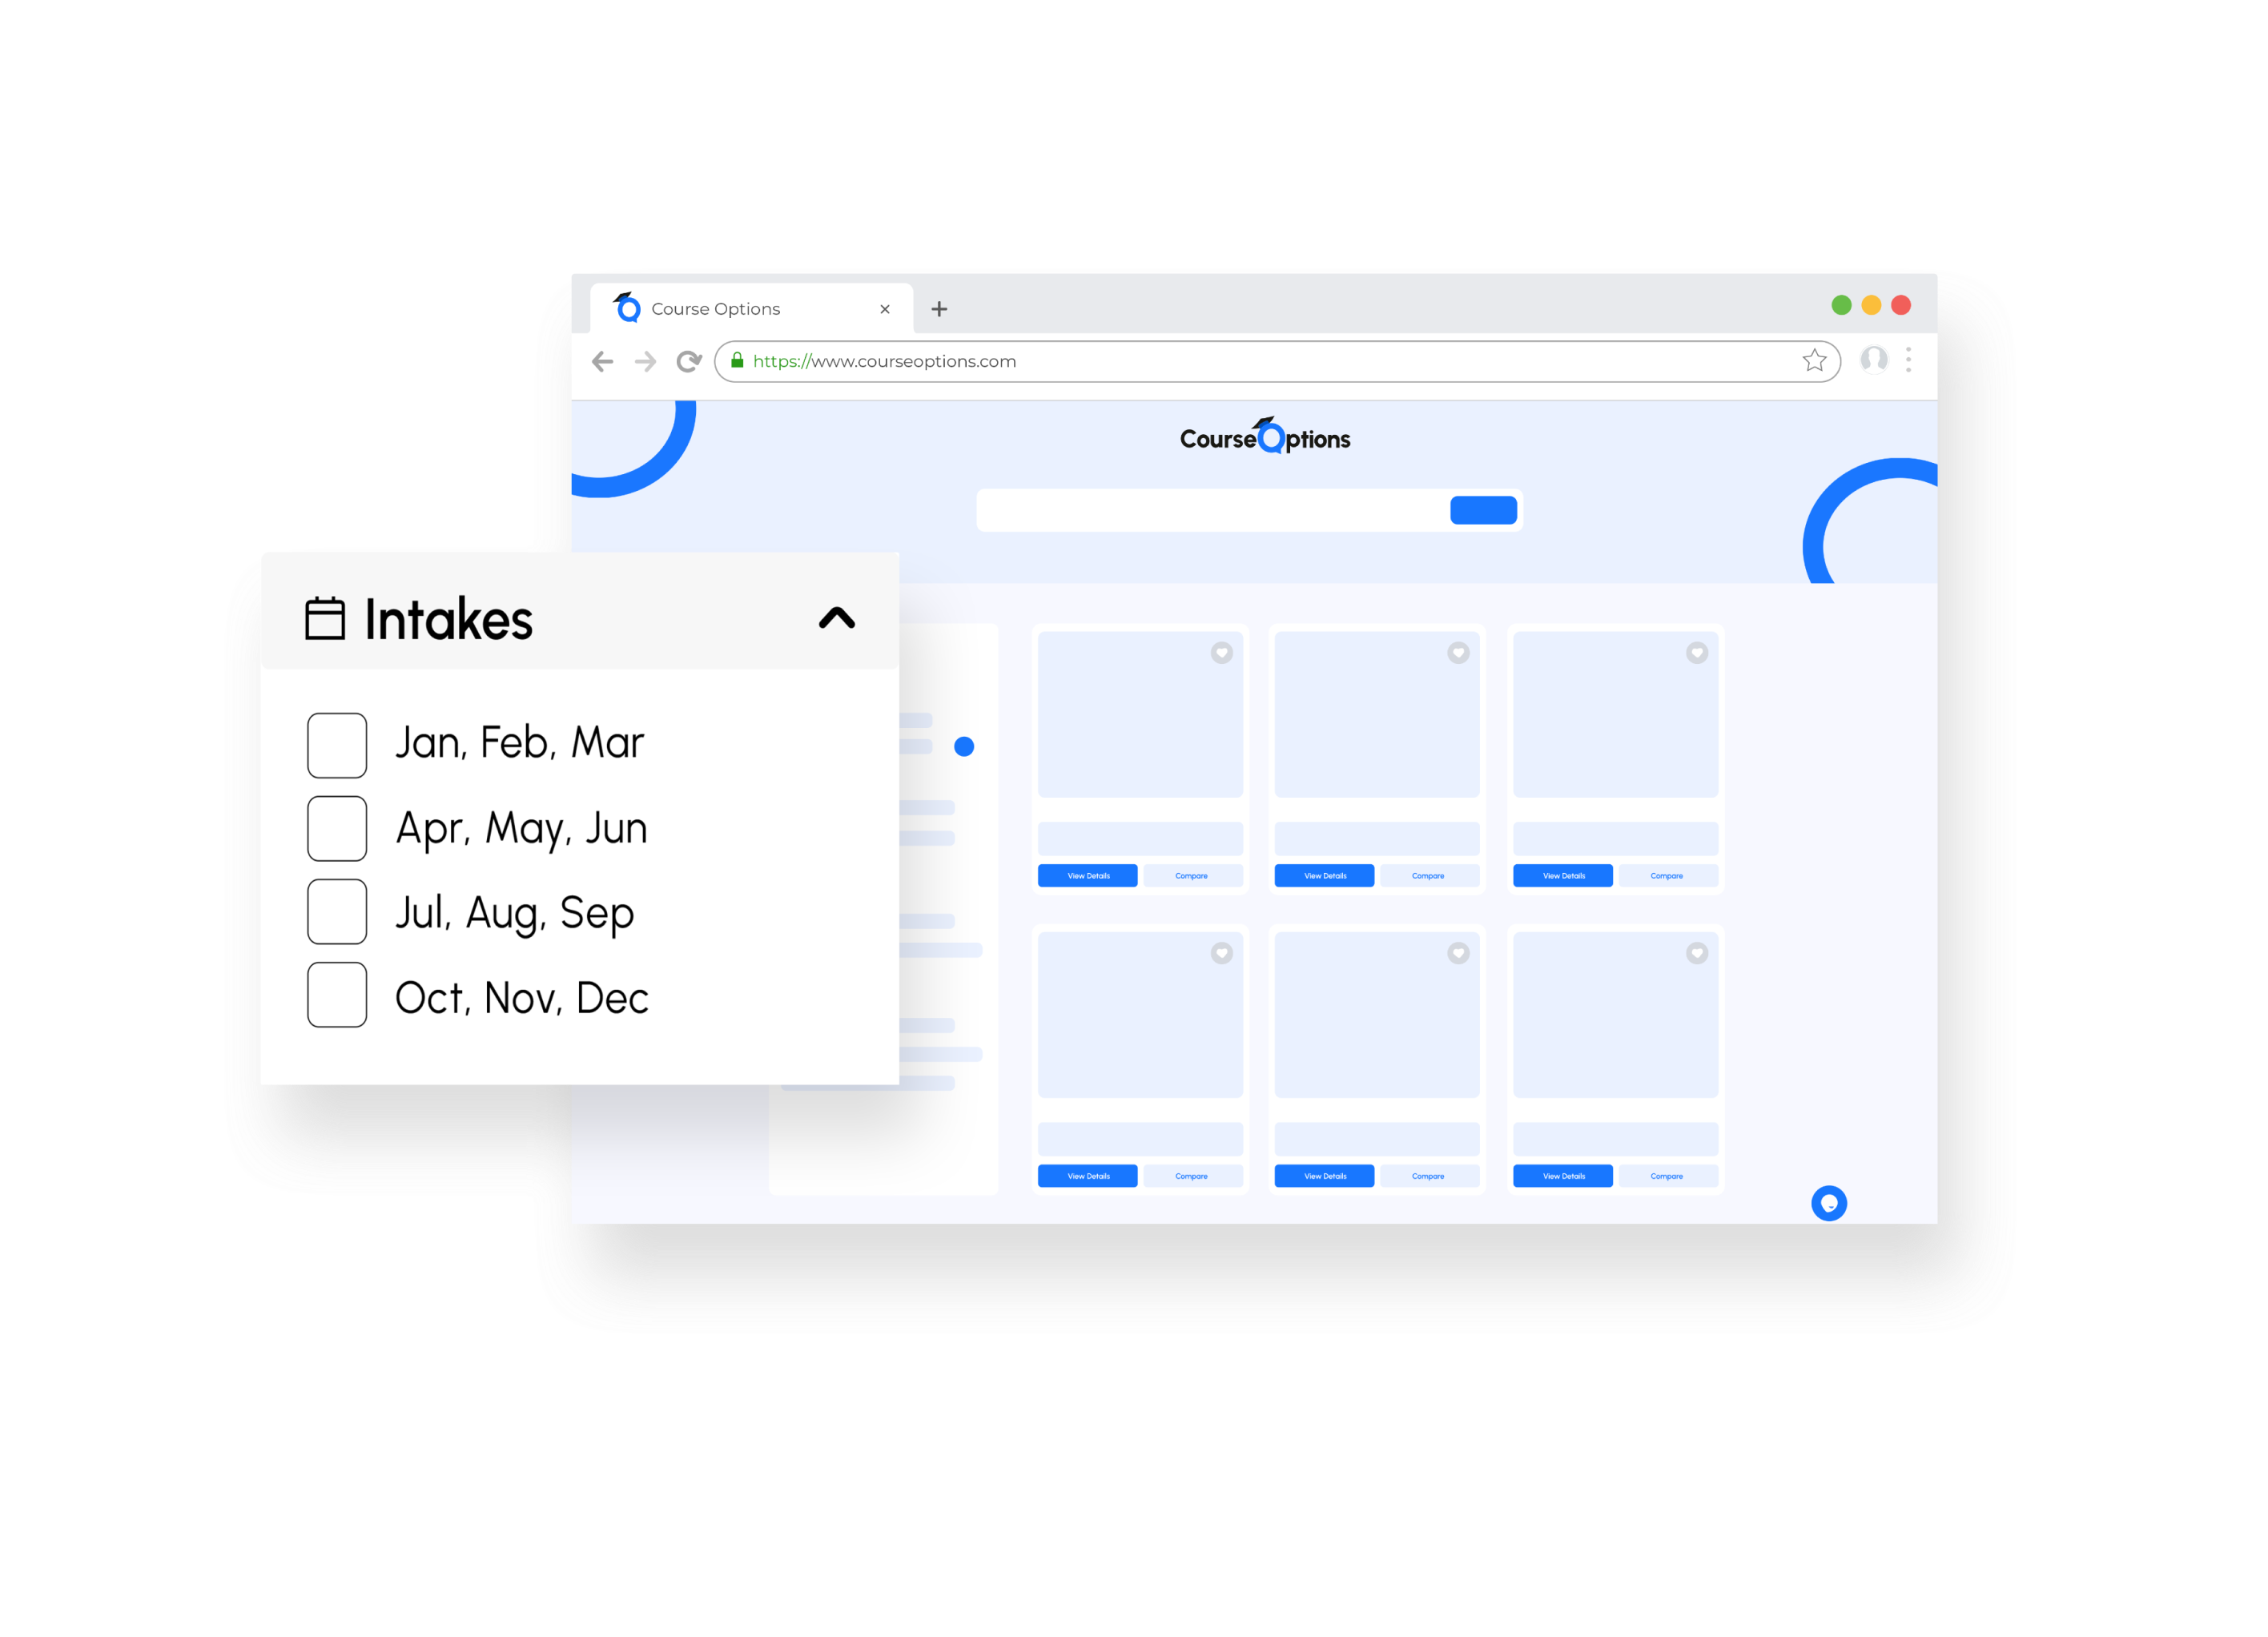 Course Options
https://www.courseoptions.com
CourseOptions
Intakes
Jan, Feb, Mar
Apr, May, Jun
Jul, Aug, Sep
Oct, Nov, Dec
View Details Compare View Details Compare View Details Compare
View Details Compare View Details Compare View Details Compare